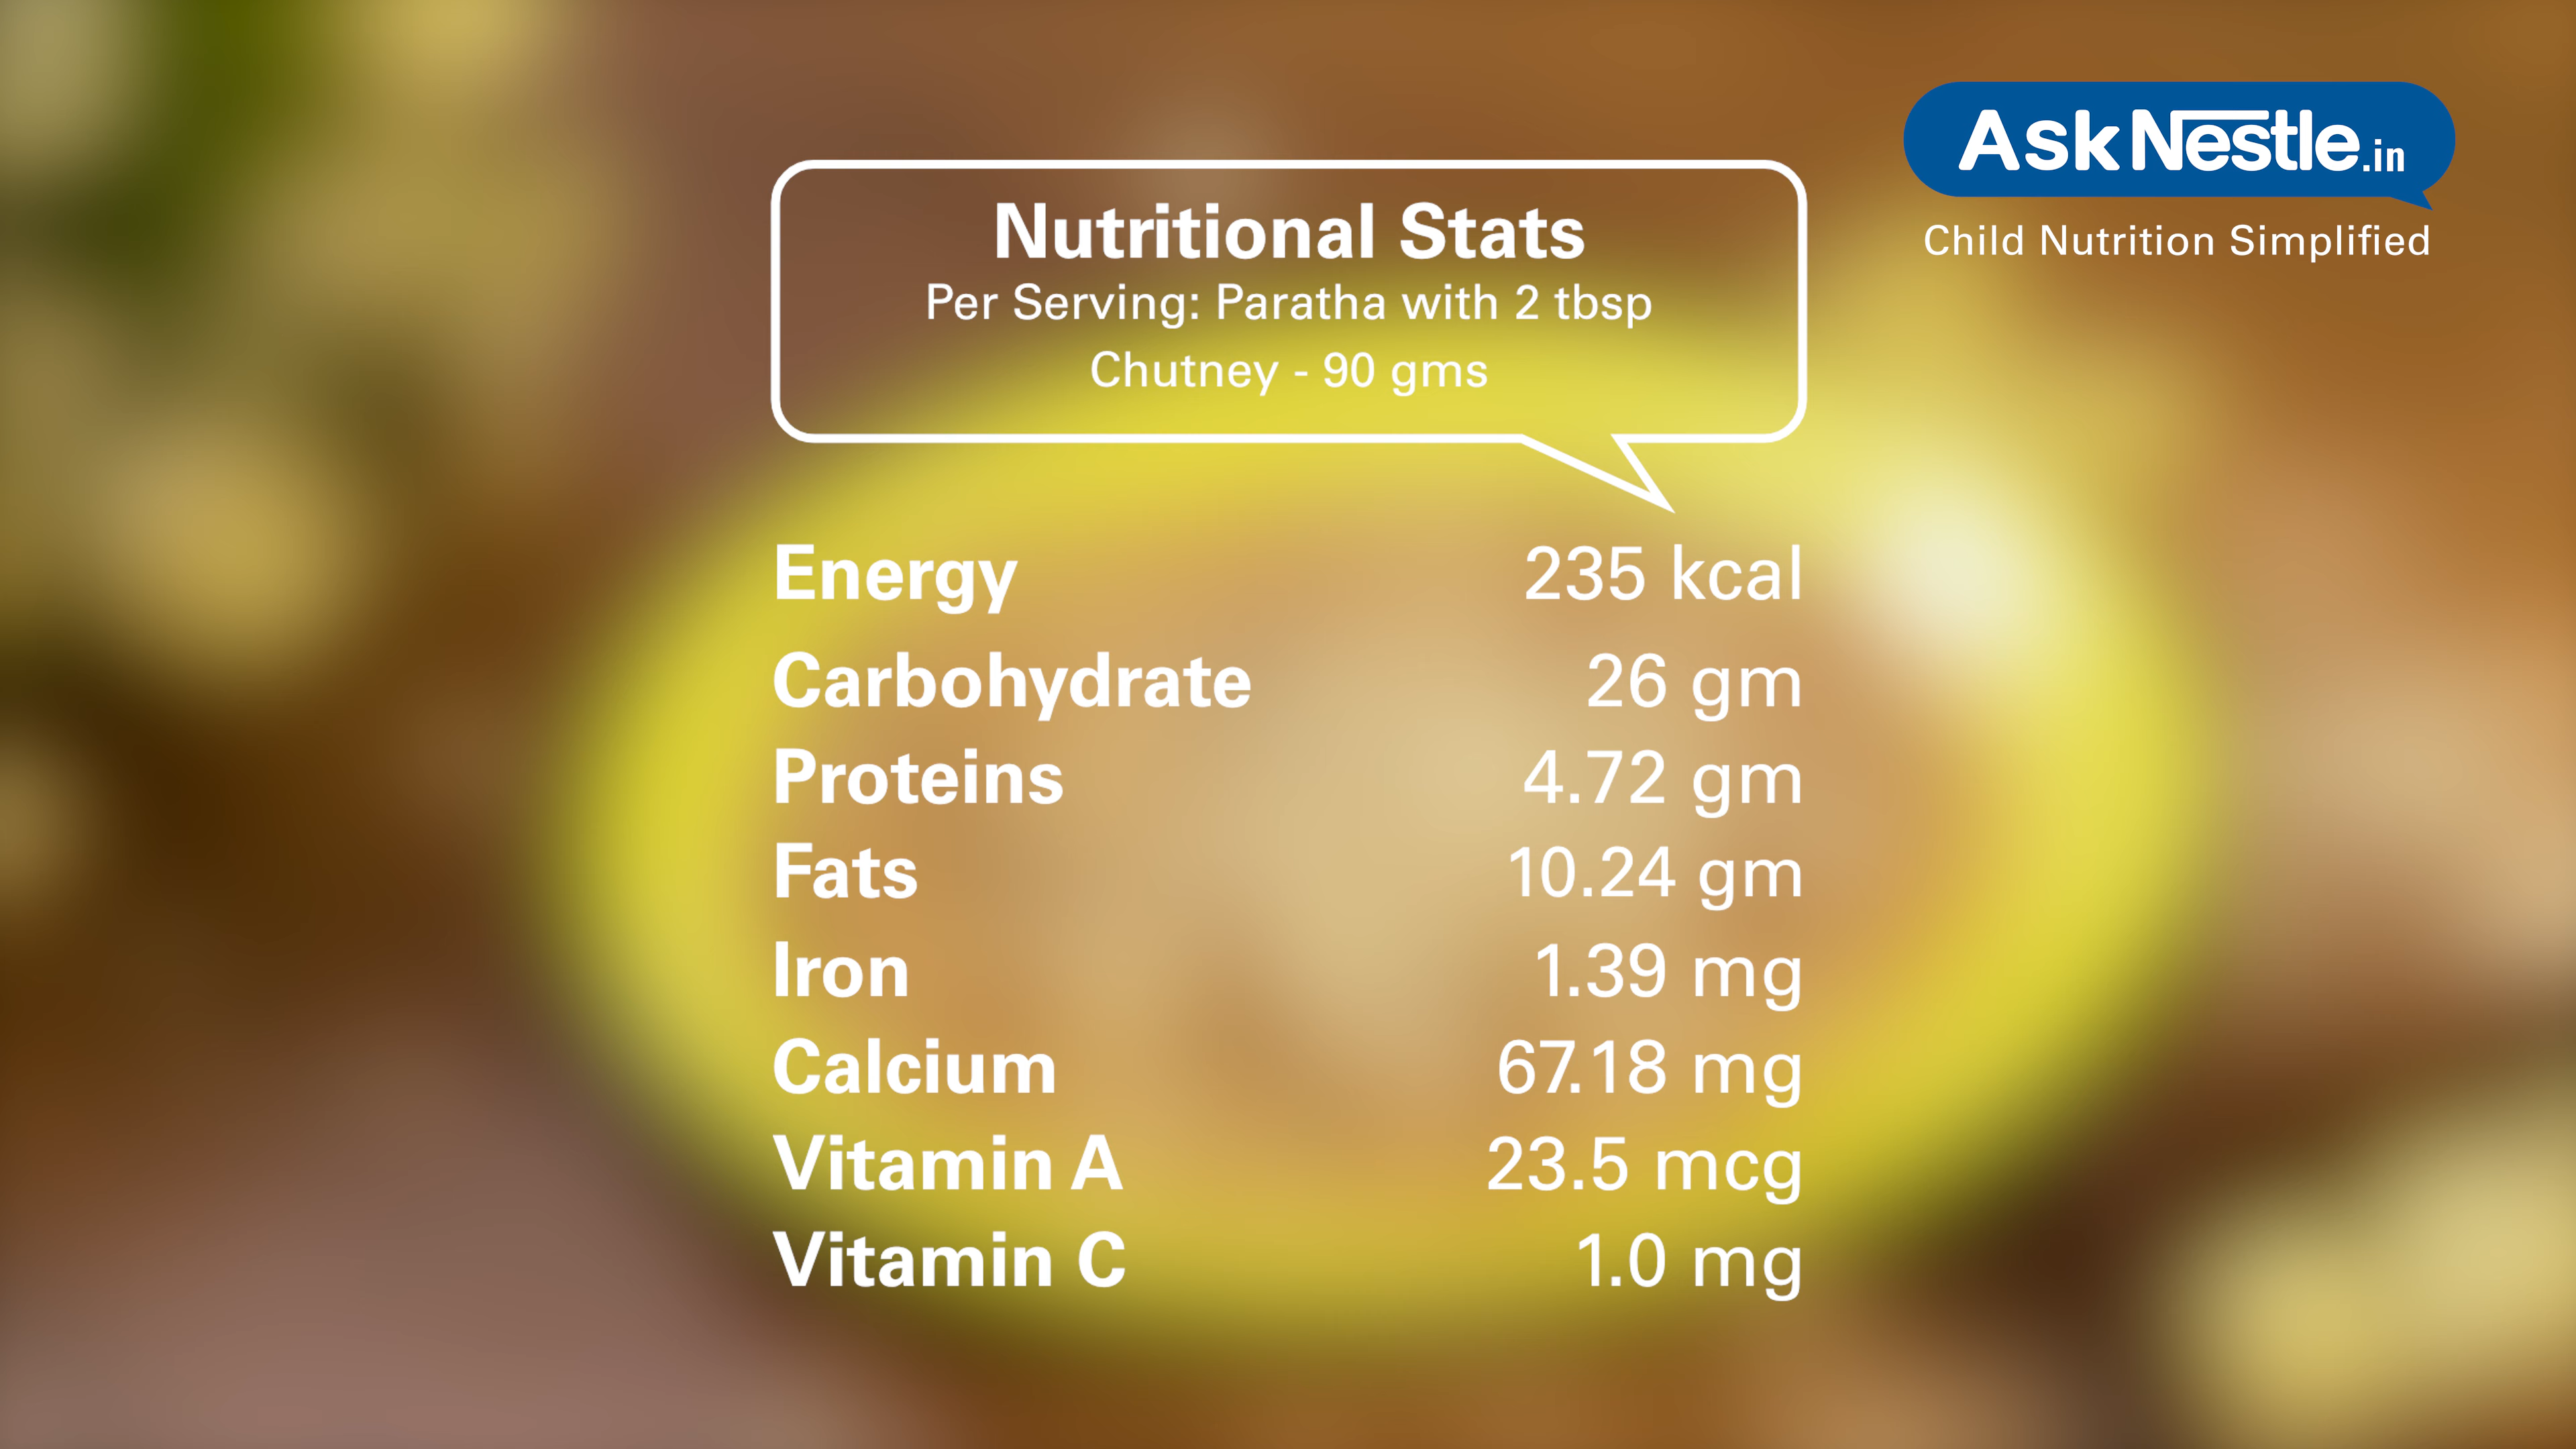 AskNestle.in
Child Nutrition Simplified
Nutritional Stats
Per Serving: Paratha with 2 tbsp
Chutney - 90 gms
Energy 235 kcal
Carbohydrate 26 gm
Proteins 4.72 gm
Fats 10.24 gm
Iron 1.39 mg
Calcium 67.18 mg
Vitamin A 23.5 mcg
Vitamin C 1.0 mg